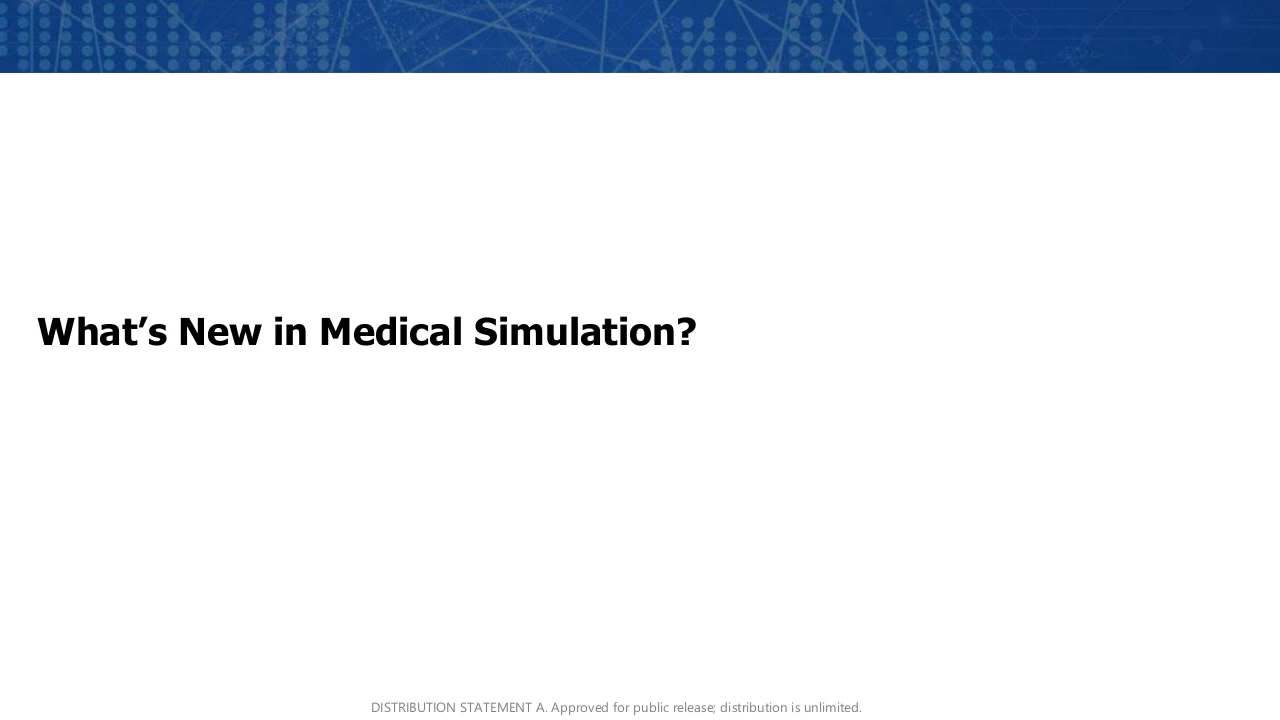 What’s New in Medical Simulation?
DISTRIBUTION STATEMENT A. Approved for public release; distribution is unlimited.